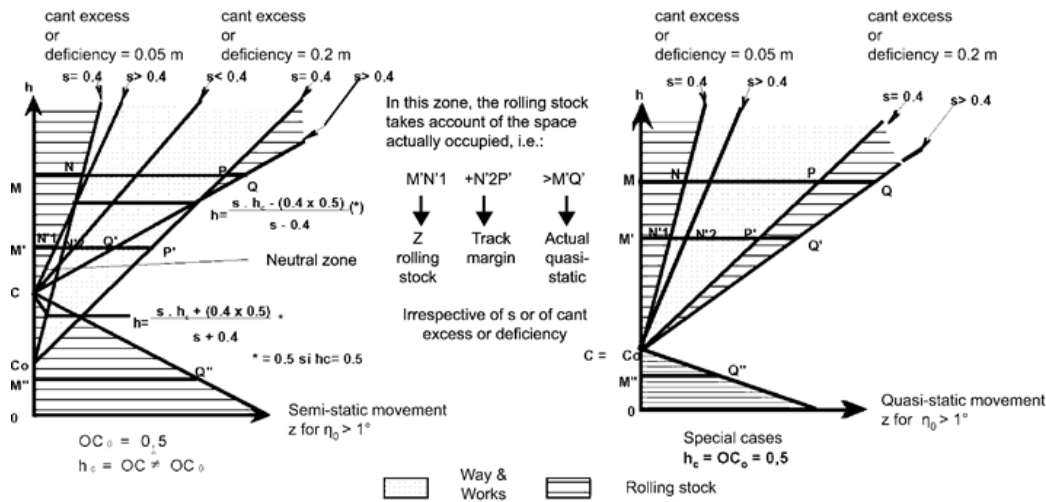 cant excess
or
deficiency = 0.05 m
cant excess
or
deficiency = 0.2 m
s= 0.4
s> 0.4
s< 0.4
s= 0.4
s> 0.4
h
N
P
M
Q
h= s . h_c - (0.4 x 0.5) (*)
s - 0.4
M'
N'1
N'2
Q'
P'
Neutral zone
C
h= s . h_c + (0.4 x 0.5) *
s + 0.4
* = 0.5 si hc= 0.5
Co
M"
Q"
0
Semi-static movement
z for η₀ > 1°
OC₀ = 0,5
h_c = OC ≠ OC₀
In this zone, the rolling stock
takes account of the space
actually occupied, i.e.:
M'N'1 +N'2P' >M'Q'
Z
rolling
stock
Track
margin
Actual
quasi-
static
Irrespective of s or of cant
excess or deficiency
cant excess
or
deficiency = 0.05 m
cant excess
or
deficiency = 0.2 m
s= 0.4
s> 0.4
s= 0.4
s> 0.4
h
M
N
P
Q
M'
N'1
N'2
P'
Q'
C = Co
M"
Q"
0
Quasi-static movement
z for η₀ > 1°
Special cases
h_c = OC_o = 0,5
Way &
Works
Rolling stock